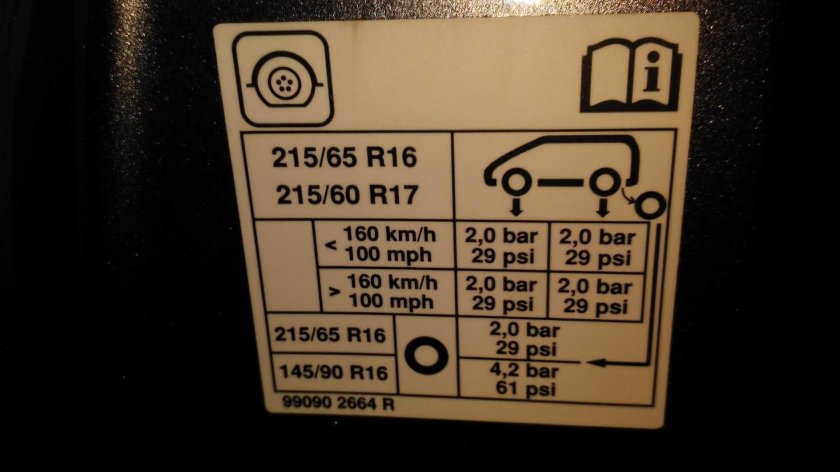 i
215/65 R16
215/60 R17
< 160 km/h 100 mph 2,0 bar 29 psi 2,0 bar 29 psi
> 160 km/h 100 mph 2,0 bar 29 psi 2,0 bar 29 psi
215/65 R16 2,0 bar 29 psi
145/90 R16 4,2 bar 61 psi
99090 2664 R